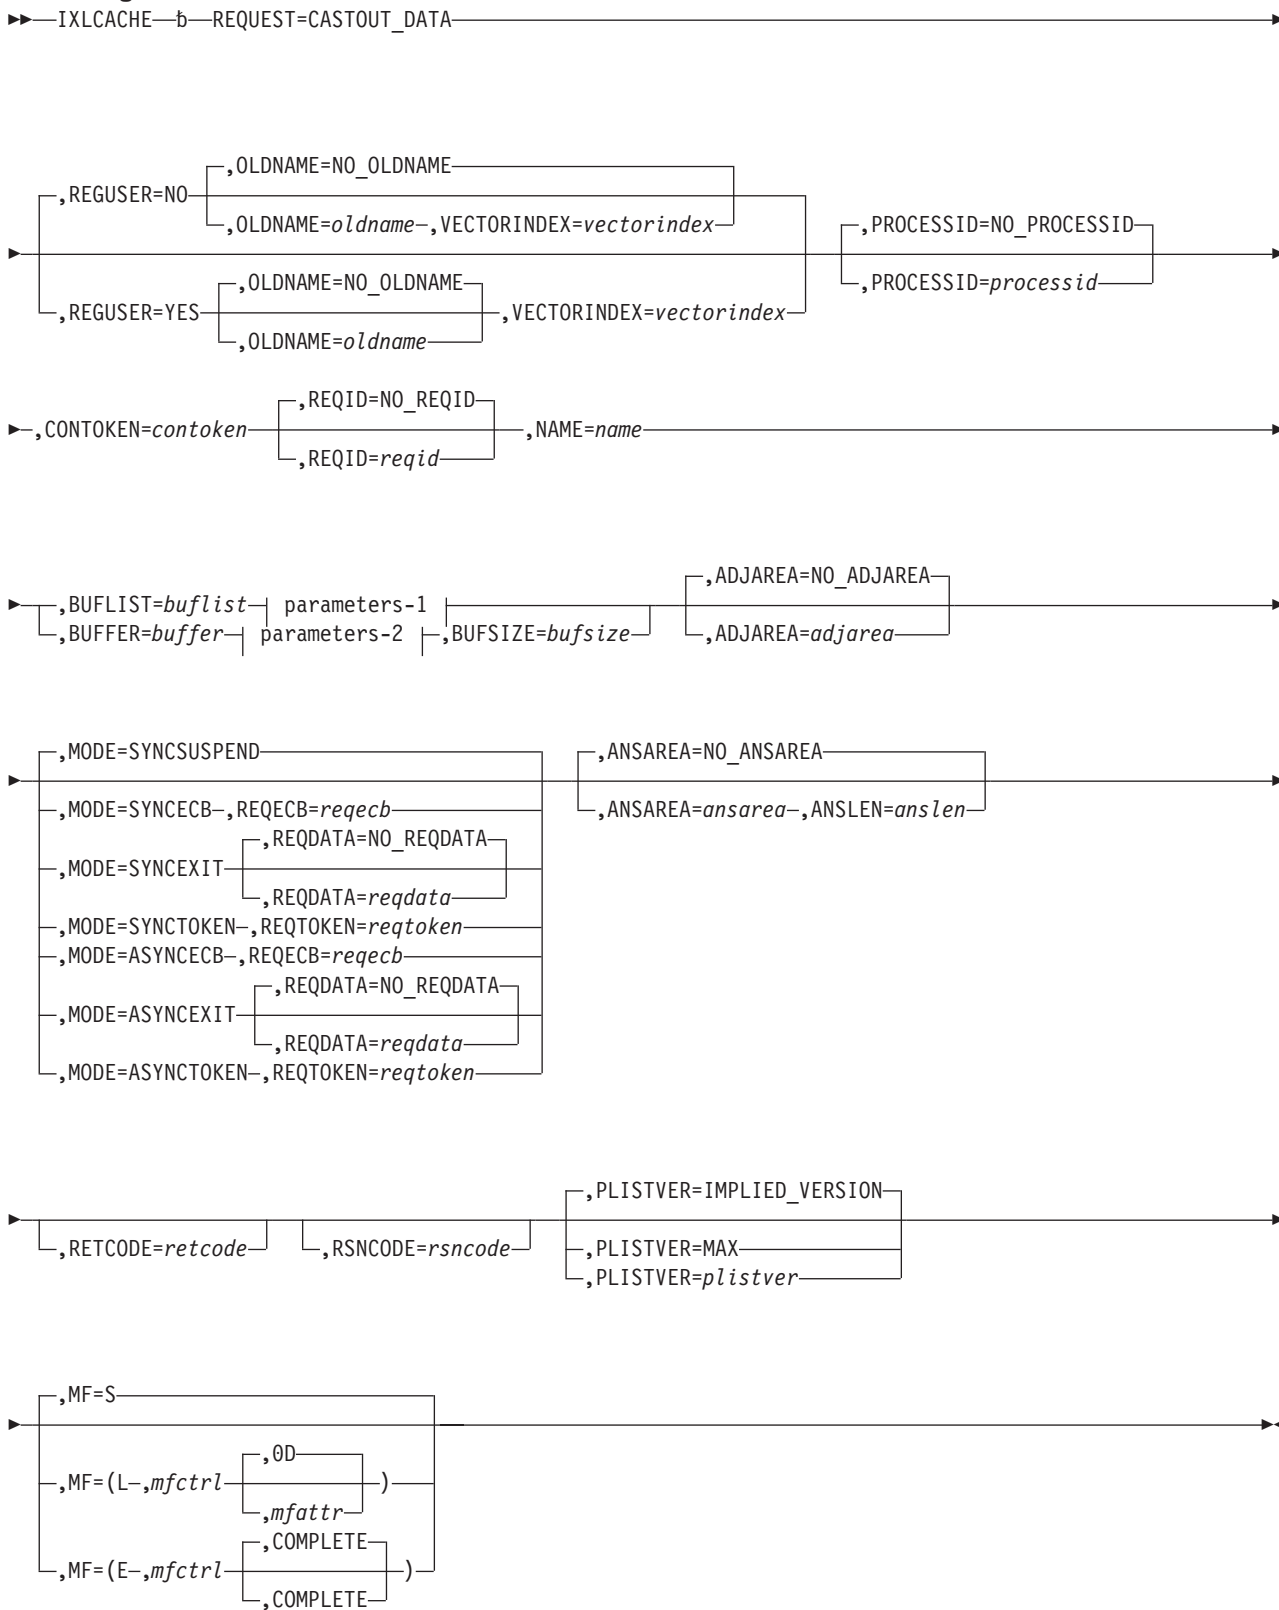 IXLCACHE ƀ REQUEST=CASTOUT_DATA
,OLDNAME=NO_OLDNAME
,REGUSER=NO
,OLDNAME=oldname ,VECTORINDEX=vectorindex
,PROCESSID=NO_PROCESSID
,OLDNAME=NO_OLDNAME
,PROCESSID=processid
,REGUSER=YES ,VECTORINDEX=vectorindex
,OLDNAME=oldname
,REQID=NO_REQID
,CONTOKEN=contoken ,NAME=name
,REQID=reqid
,ADJAREA=NO_ADJAREA
,BUFLIST=buflist parameters-1
,BUFFER=buffer parameters-2 ,BUFSIZE=bufsize ,ADJAREA=adjarea
,MODE=SYNCSUSPEND ,ANSAREA=NO_ANSAREA
,MODE=SYNCECB ,REQECB=reqecb ,ANSAREA=ansarea ,ANSLEN=anslen
,REQDATA=NO_REQDATA
,MODE=SYNCEXIT
,REQDATA=reqdata
,MODE=SYNCTOKEN ,REQTOKEN=reqtoken
,MODE=ASYNCECB ,REQECB=reqecb
,REQDATA=NO_REQDATA
,MODE=ASYNCEXIT
,REQDATA=reqdata
,MODE=ASYNCTOKEN ,REQTOKEN=reqtoken
,PLISTVER=IMPLIED_VERSION
,RETCODE=retcode ,RSNCODE=rsncode ,PLISTVER=MAX
,PLISTVER=plistver
,MF=S
,0D
,MF=(L ,mfctrl )
,mfattr
,COMPLETE
,MF=(E ,mfctrl )
,COMPLETE